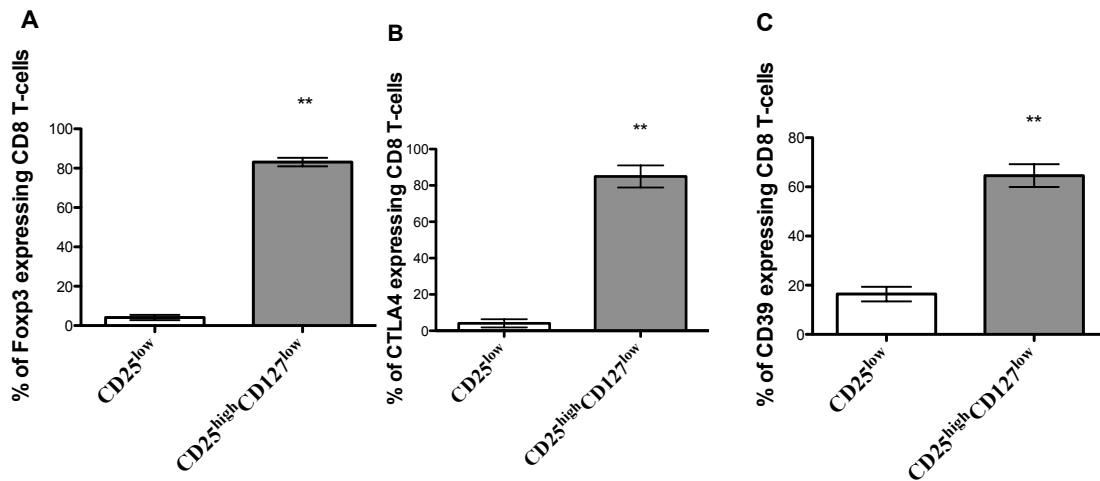 A
% of Foxp3 expressing CD8 T-cells
100
80
60
40
20
0
**
CD25low
CD25highCD127low
B
% of CTLA4 expressing CD8 T-cells
100
80
60
40
20
0
**
CD25low
CD25highCD127low
C
% of CD39 expressing CD8 T-cells
80
60
40
20
0
**
CD25low
CD25highCD127low